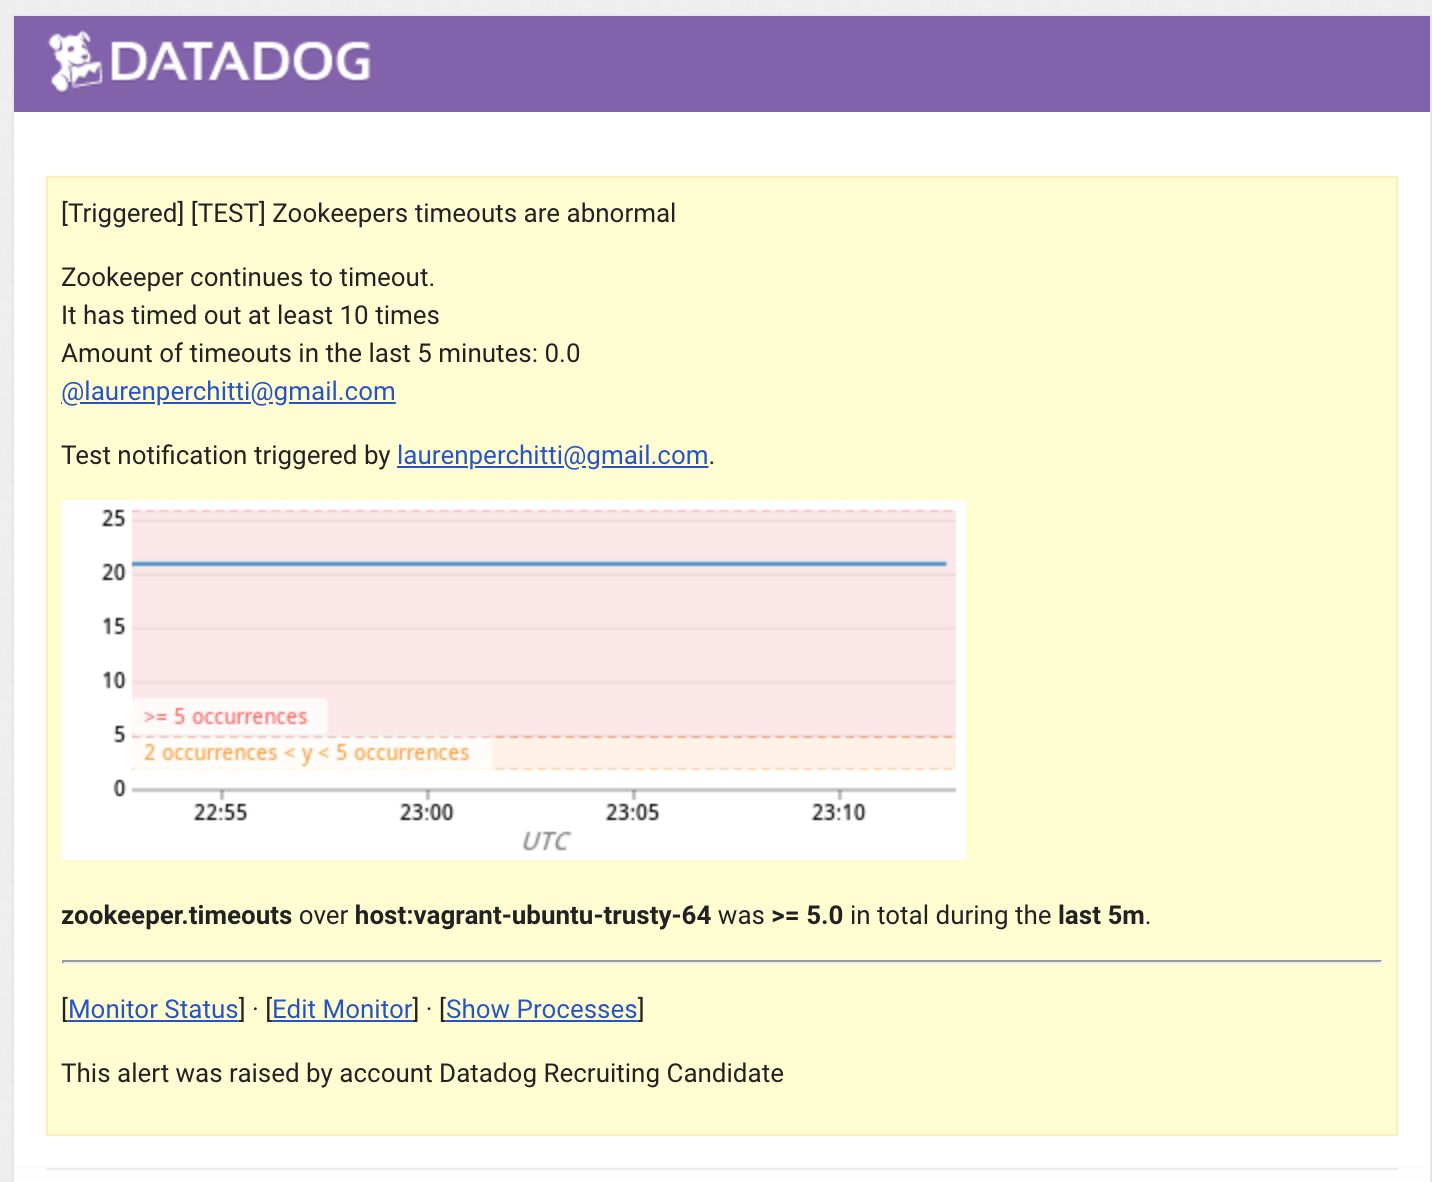 DATADOG
[Triggered] [TEST] Zookeepers timeouts are abnormal
Zookeeper continues to timeout.
It has timed out at least 10 times
Amount of timeouts in the last 5 minutes: 0.0
@laurenperchitti@gmail.com
Test notification triggered by laurenperchitti@gmail.com.
25
20
15
10
>= 5 occurrences
5
2 occurrences < y < 5 occurrences
0
22:55 23:00 23:05 23:10
UTC
zookeeper.timeouts over host:vagrant-ubuntu-trusty-64 was >= 5.0 in total during the last 5m.
[Monitor Status] · [Edit Monitor] · [Show Processes]
This alert was raised by account Datadog Recruiting Candidate